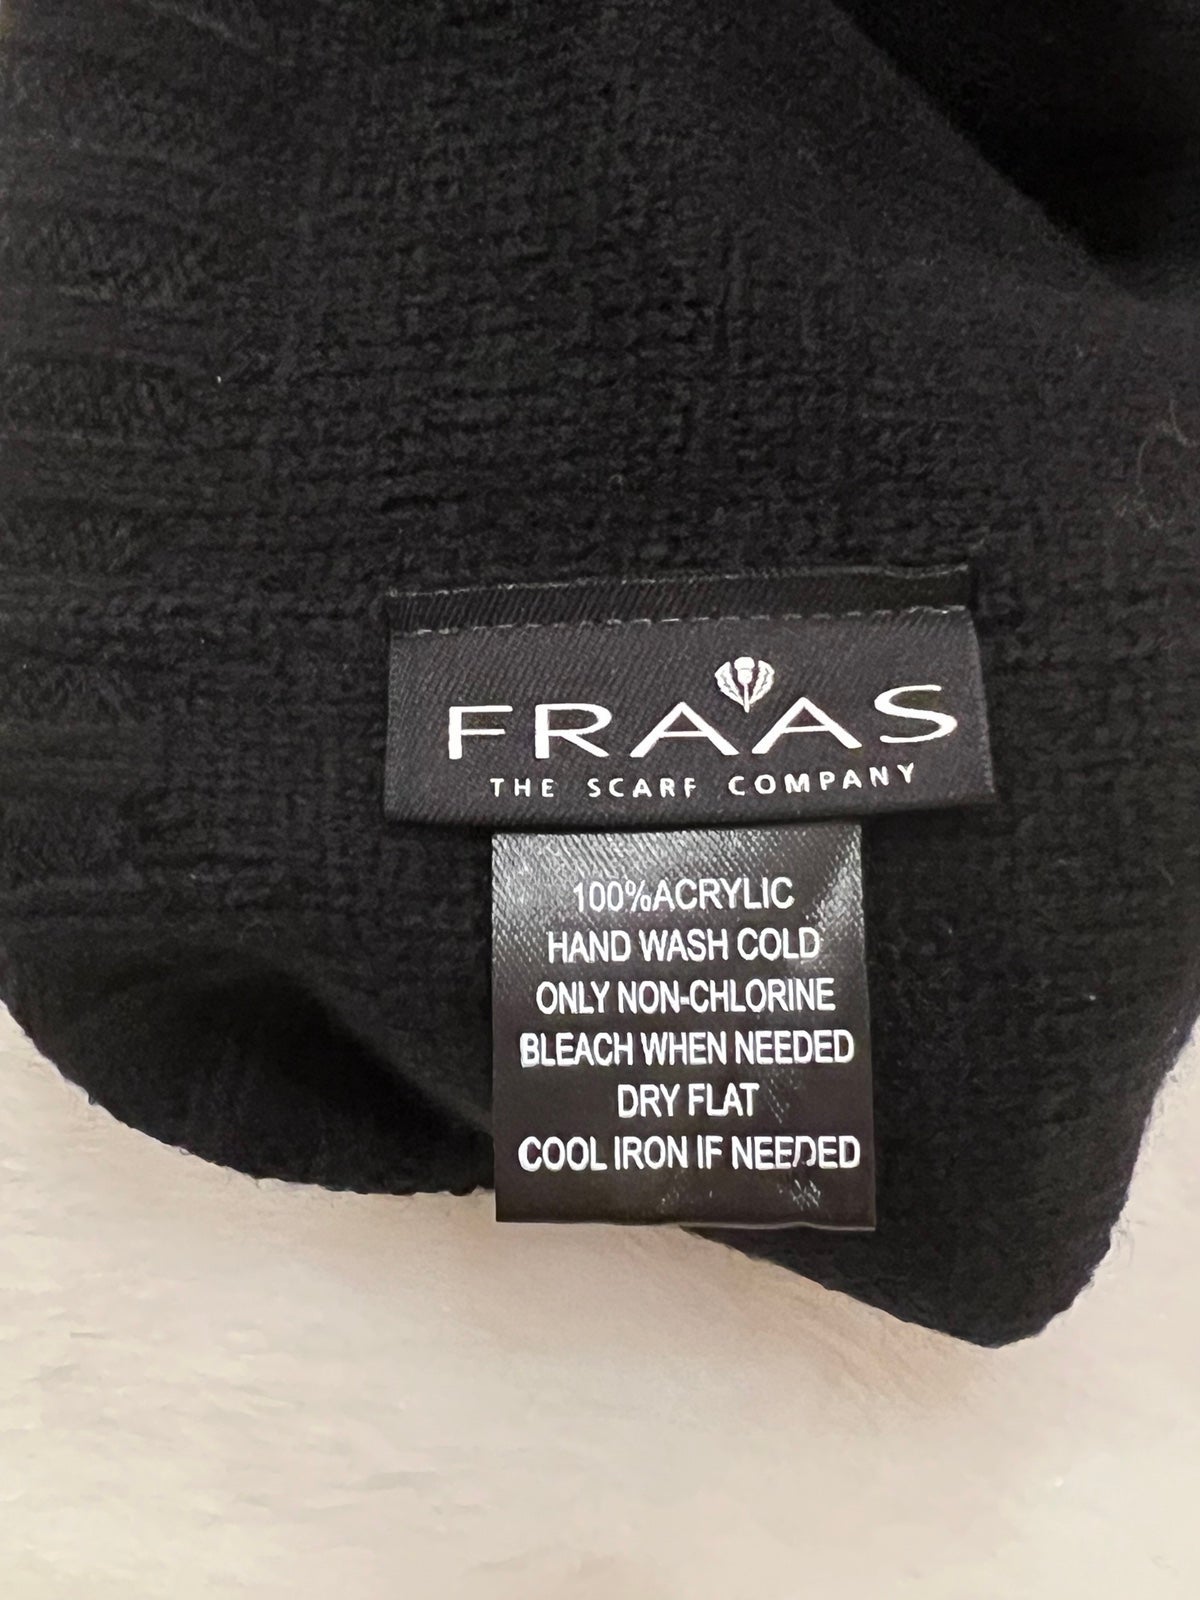 FRAAS
THE SCARF COMPANY
100%ACRYLIC
HAND WASH COLD
ONLY NON-CHLORINE
BLEACH WHEN NEEDED
DRY FLAT
COOL IRON IF NEEDED